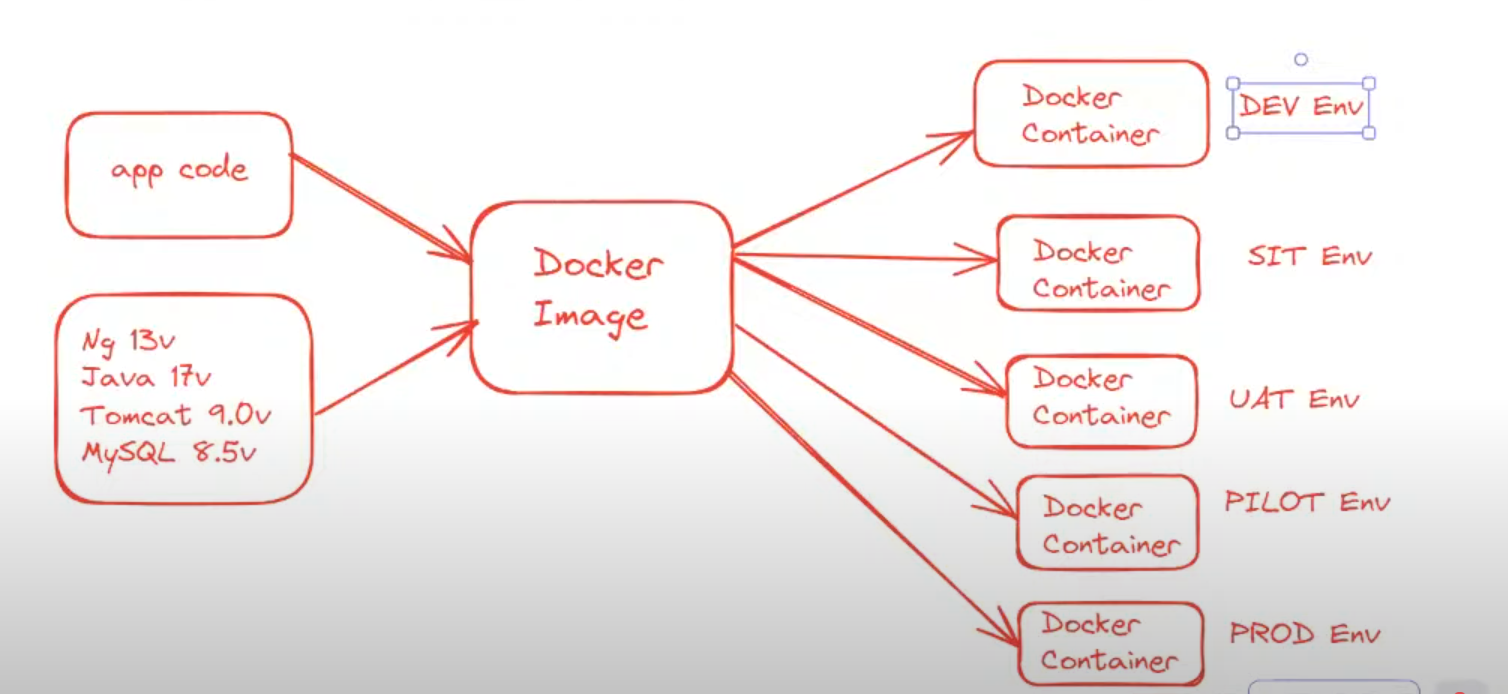 app code
Ng 13v
Java 17v
Tomcat 9.0v
MySQL 8.5v
Docker
Image
Docker
Container
DEV Env
Docker
Container
SIT Env
Docker
Container
UAT Env
Docker
Container
PILOT Env
Docker
Container
PROD Env